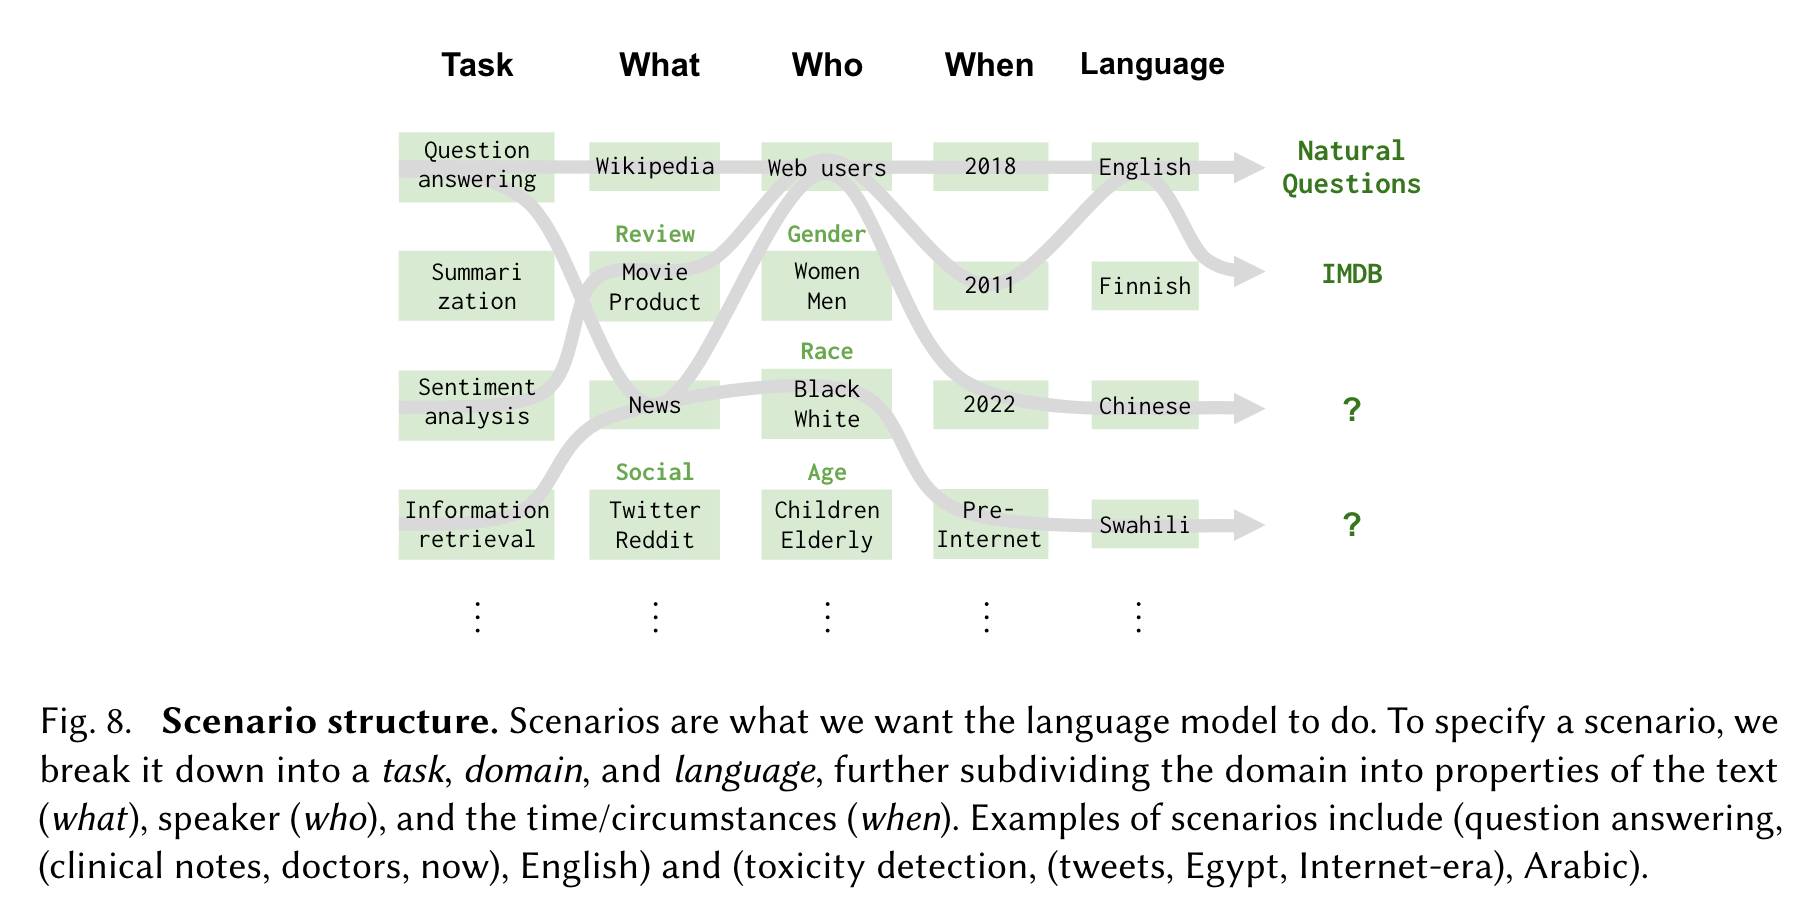 Task What Who When Language
Question
answering
Wikipedia
Web users
2018
English
Natural
Questions
Review
Gender
Summari
zation
Movie
Product
Women
Men
2011
Finnish
IMDB
Race
Sentiment
analysis
News
Black
White
2022
Chinese
?
Social
Age
Information
retrieval
Twitter
Reddit
Children
Elderly
Pre-
Internet
Swahili
?
Fig. 8. Scenario structure. Scenarios are what we want the language model to do. To specify a scenario, we
break it down into a task, domain, and language, further subdividing the domain into properties of the text
(what), speaker (who), and the time/circumstances (when). Examples of scenarios include (question answering,
(clinical notes, doctors, now), English) and (toxicity detection, (tweets, Egypt, Internet-era), Arabic).